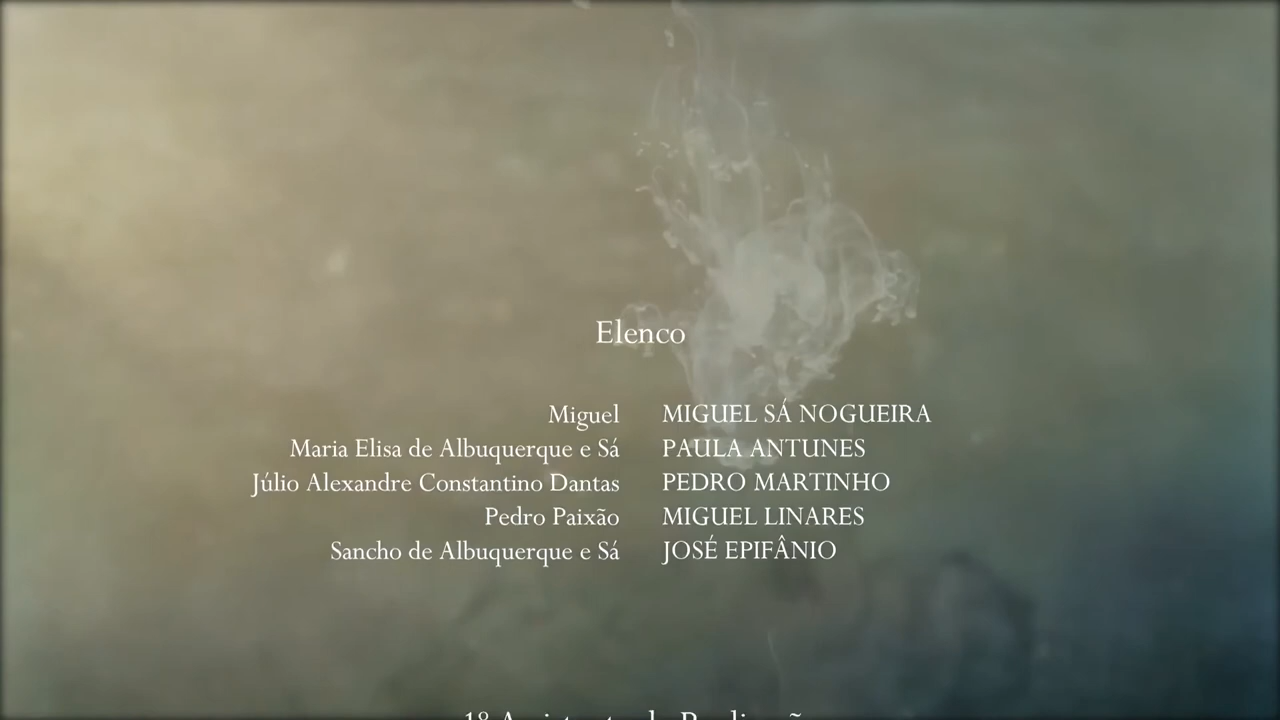 Elenco
Miguel MIGUEL SÁ NOGUEIRA
Maria Elisa de Albuquerque e Sá PAULA ANTUNES
Júlio Alexandre Constantino Dantas PEDRO MARTINHO
Pedro Paixão MIGUEL LINARES
Sancho de Albuquerque e Sá JOSÉ EPIFÂNIO